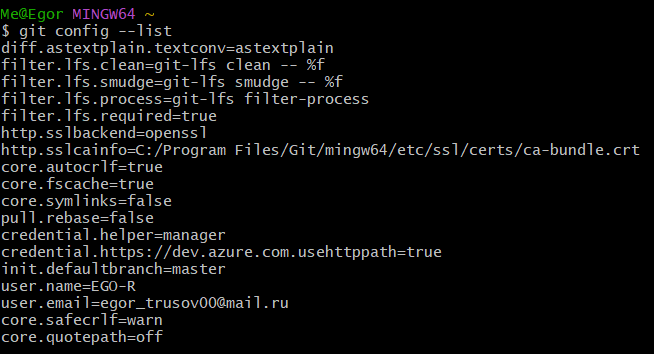 Me@Egor MINGW64 ~
$ git config --list
diff.astextplain.textconv=astextplain
filter.lfs.clean=git-lfs clean -- %f
filter.lfs.smudge=git-lfs smudge -- %f
filter.lfs.process=git-lfs filter-process
filter.lfs.required=true
http.sslbackend=openssl
http.sslcainfo=C:/Program Files/Git/mingw64/etc/ssl/certs/ca-bundle.crt
core.autocrlf=true
core.fscache=true
core.symlinks=false
pull.rebase=false
credential.helper=manager
credential.https://dev.azure.com.usehttppath=true
init.defaultbranch=master
user.name=EGO-R
user.email=egor_trusov00@mail.ru
core.safecrlf=warn
core.quotepath=off